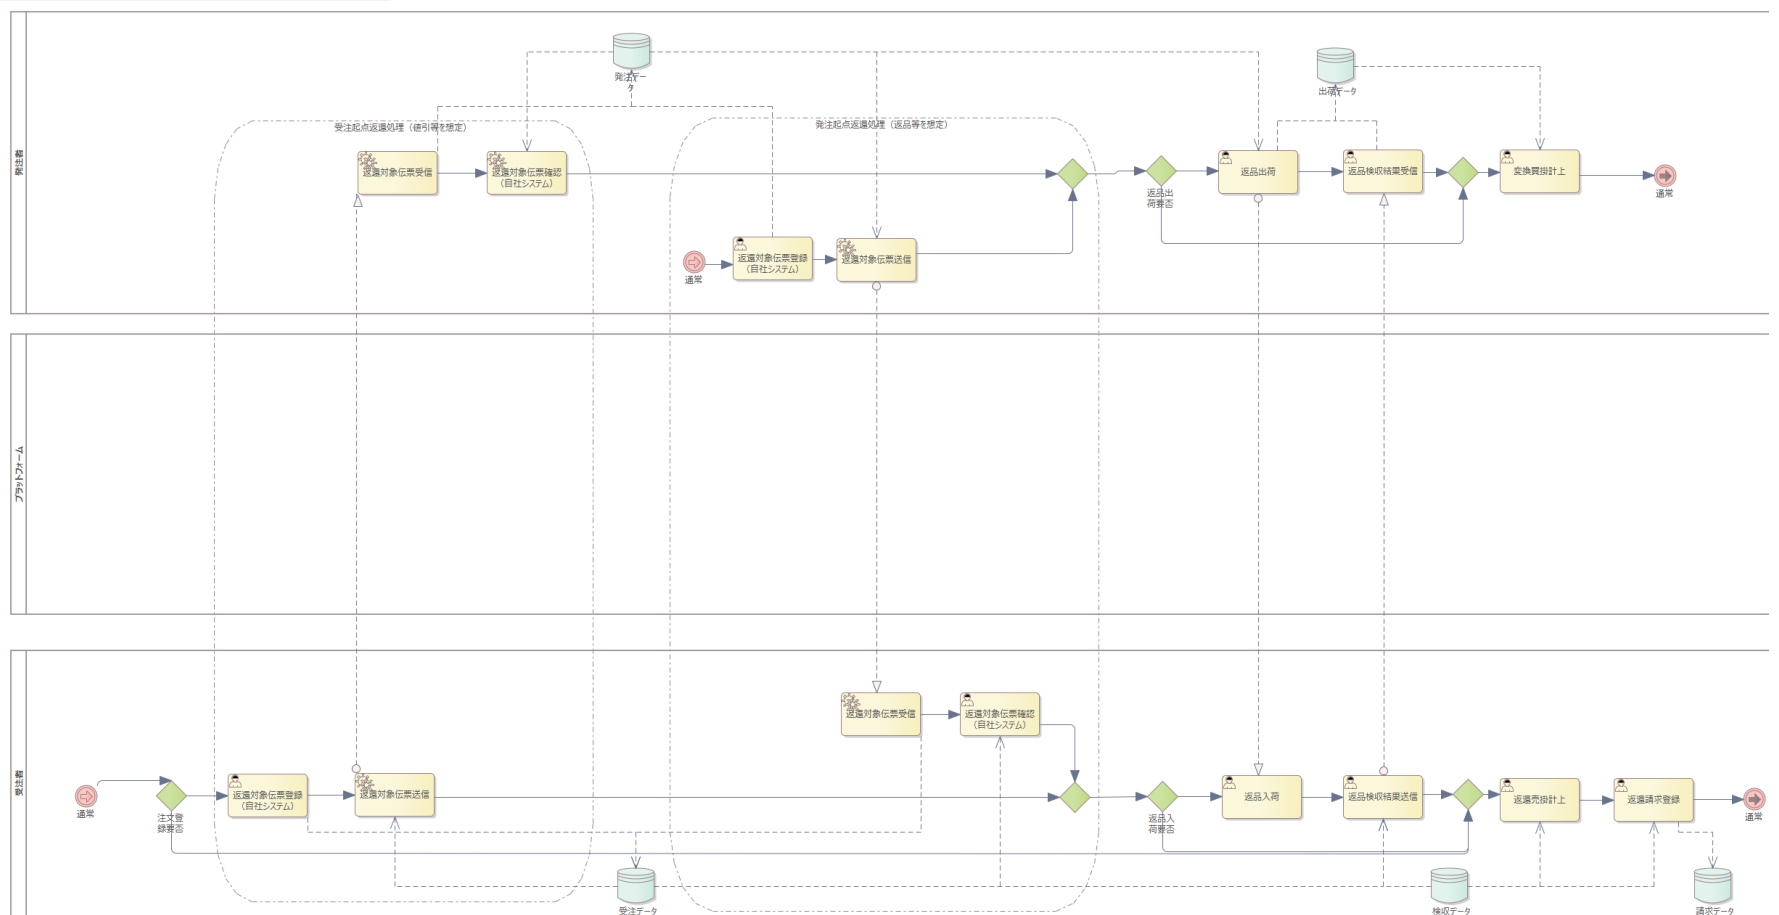 発注者
発注デー
タ
出荷データ
受注起点返還処理（値引等を想定）
発注起点返還処理（返品等を想定）
返還対象伝票受信
返還対象伝票確認
（自社システム）
返品出
荷要否
返品出荷
返品検収結果受信
変換買掛計上
通常
通常
返還対象伝票登録
（自社システム）
返還対象伝票送信
プラットフォーム
受注者
返還対象伝票受信
返還対象伝票確認
（自社システム）
通常
注文登
録要否
返還対象伝票登録
（自社システム）
返還対象伝票送信
返品入
荷要否
返品入荷
返品検収結果送信
返還売掛計上
返還請求登録
通常
受注データ
検収データ
請求データ